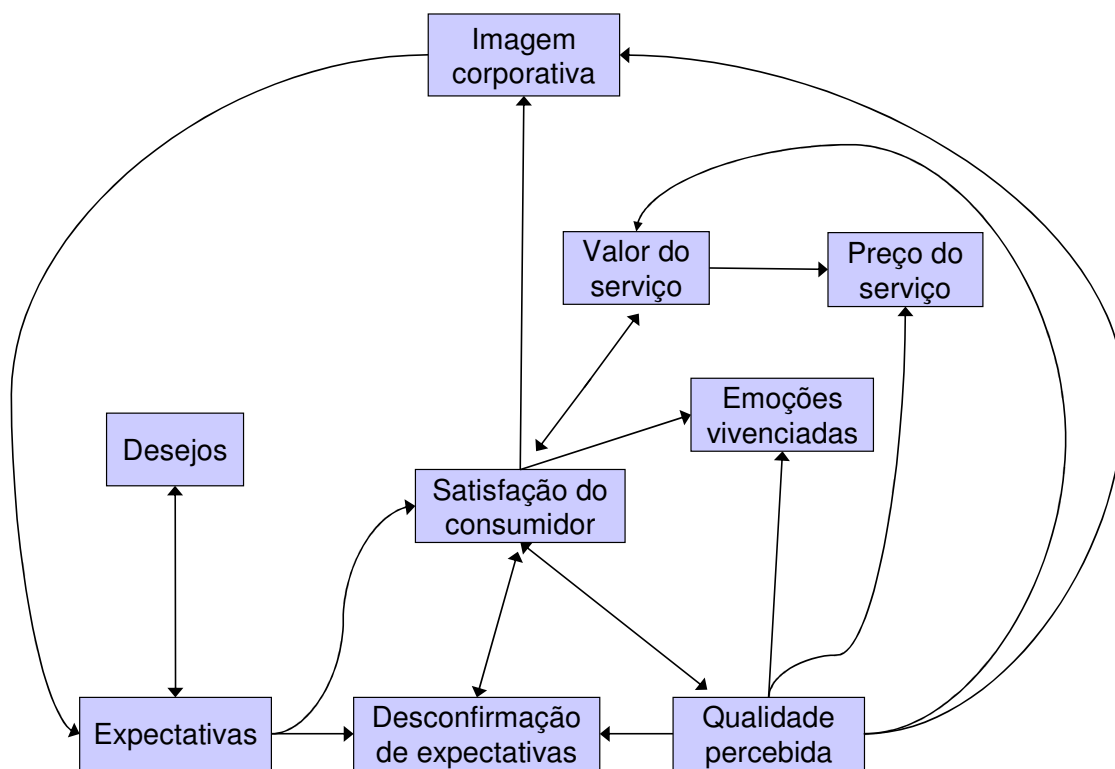 Imagem
corporativa
Valor do
serviço
Preço do
serviço
Emoções
vivenciadas
Desejos
Satisfação do
consumidor
Expectativas
Desconfirmação
de expectativas
Qualidade
percebida